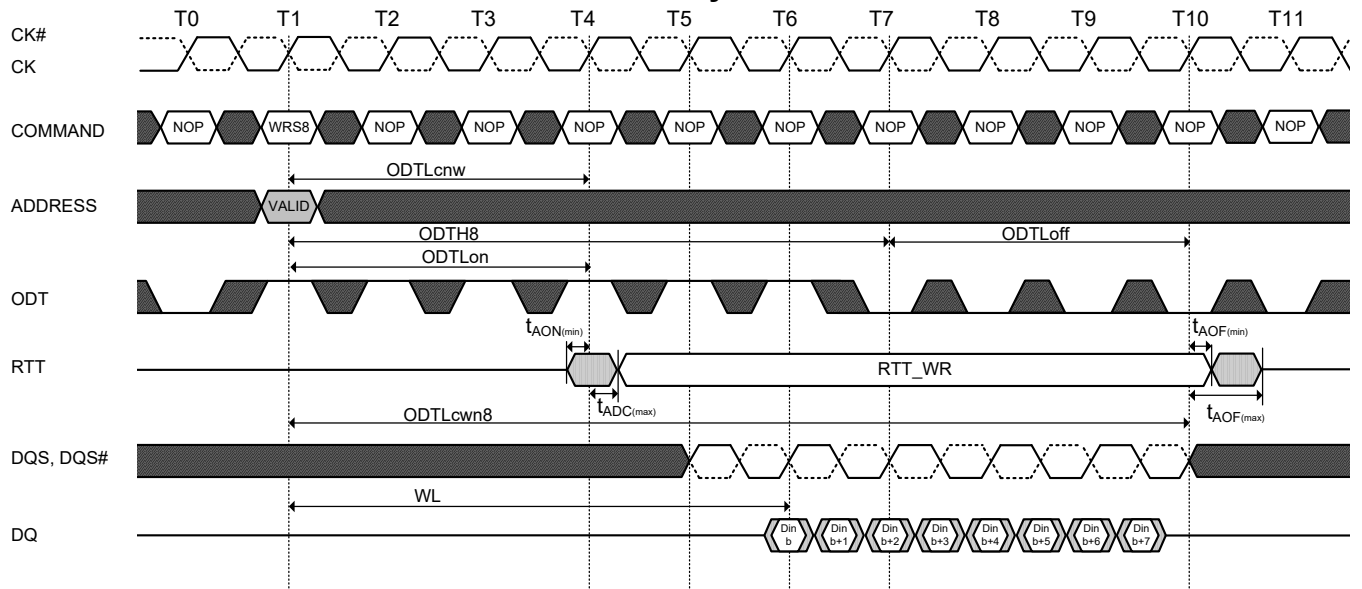 T0 T1 T2 T3 T4 T5 T6 T7 T8 T9 T10 T11
CK#
CK
COMMAND NOP WRS8 NOP NOP NOP NOP NOP NOP NOP NOP NOP NOP
ODTLcnw
ADDRESS VALID
ODTH8 ODTLoff
ODTLon
ODT
tAON(min) tAOF(min)
RTT RTT_WR
tADC(max) tAOF(max)
ODTLcwn8
DQS, DQS#
WL
DQ Din b Din b+1 Din b+2 Din b+3 Din b+4 Din b+5 Din b+6 Din b+7